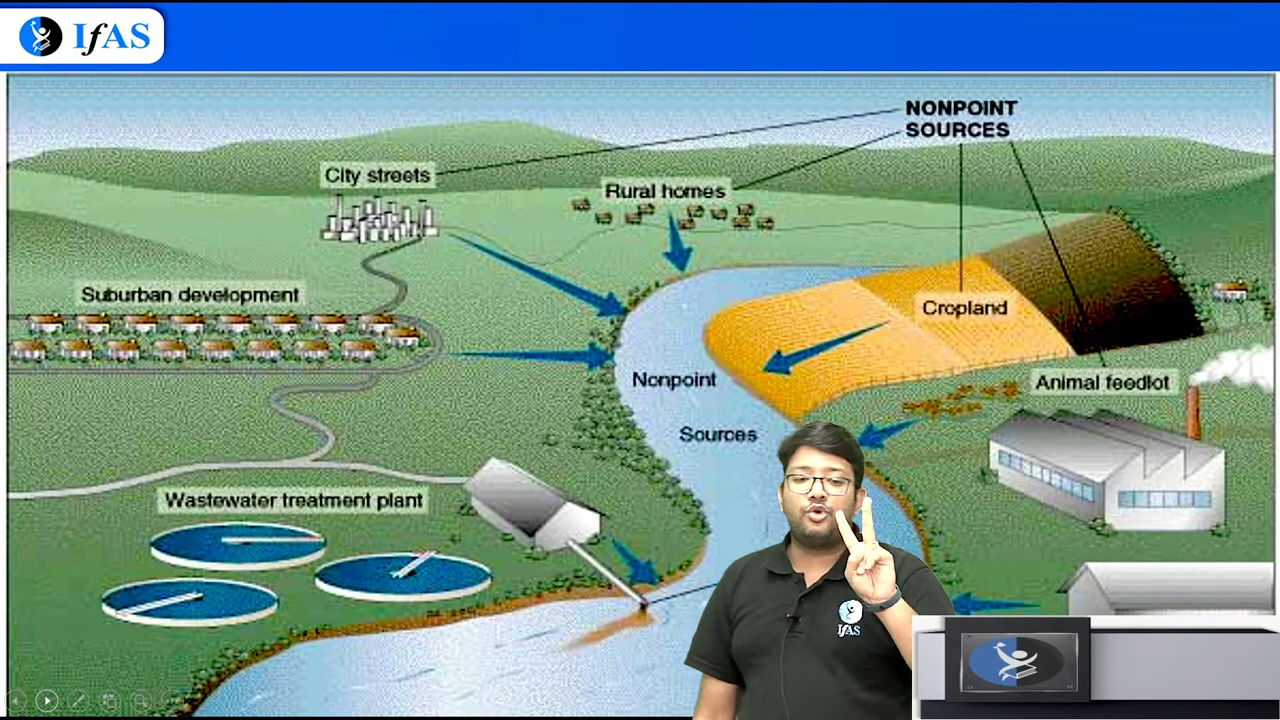 IfAS
NONPOINT
SOURCES
City streets
Rural homes
Suburban development
Cropland
Nonpoint
Animal feedlot
Sources
Wastewater treatment plant
IfAS